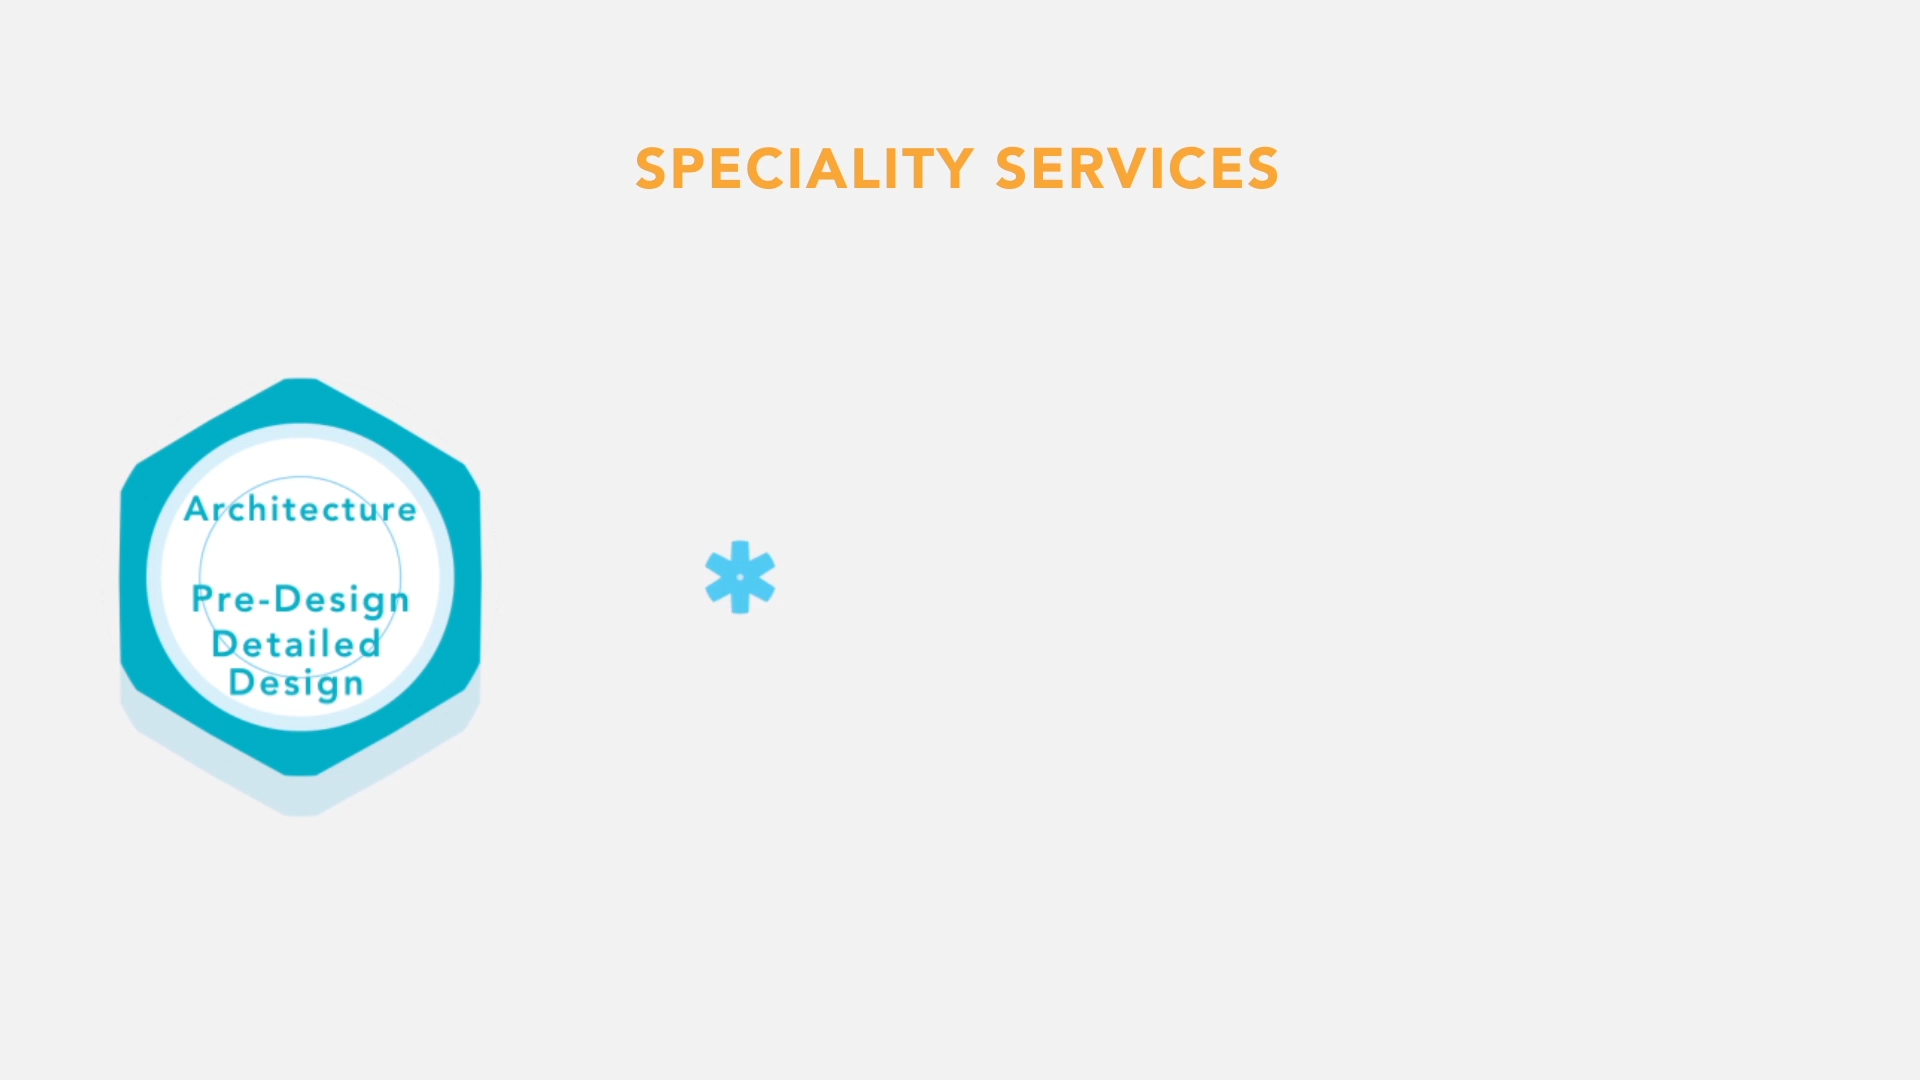 SPECIALITY SERVICES
Architecture
Pre-Design
Detailed
Design